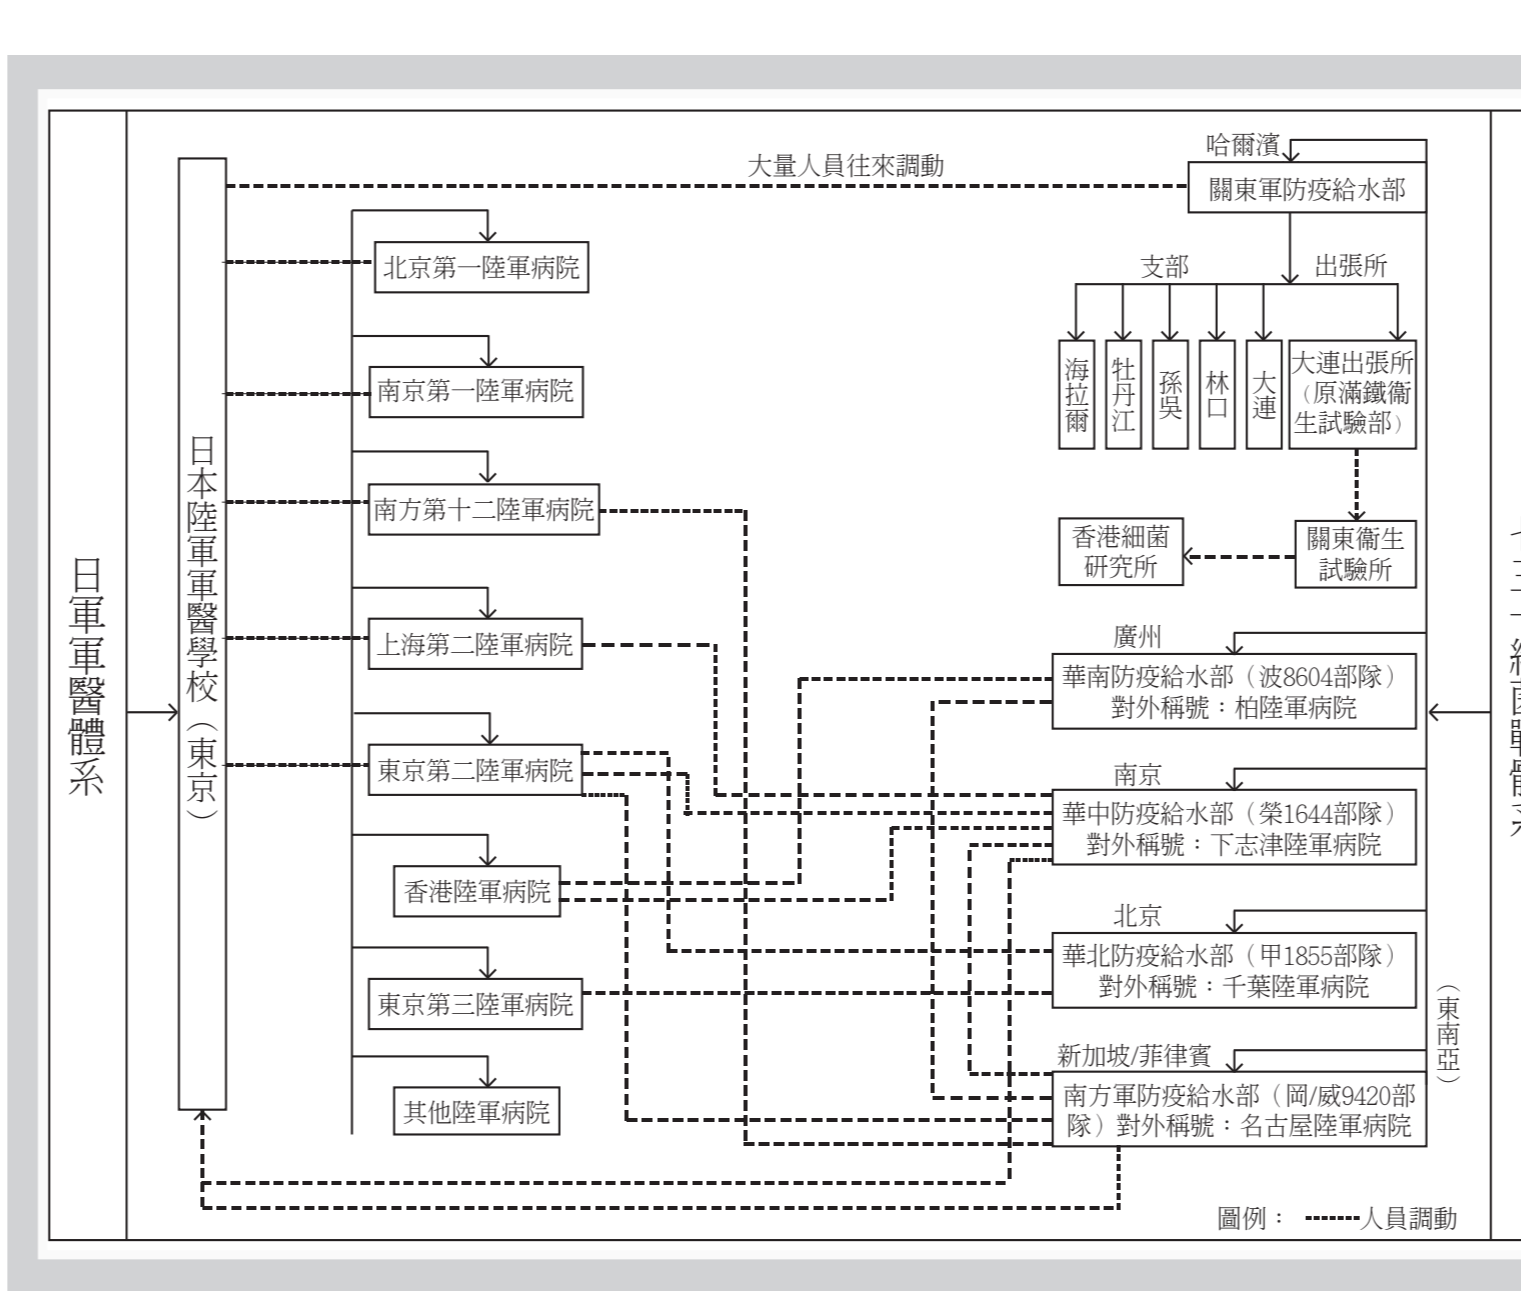 日軍軍醫體系
日本陸軍軍醫學校（東京）
大量人員往來調動
北京第一陸軍病院
南京第一陸軍病院
南方第十二陸軍病院
上海第二陸軍病院
東京第二陸軍病院
香港陸軍病院
東京第三陸軍病院
其他陸軍病院
哈爾濱
關東軍防疫給水部
支部
出張所
海拉爾
牡丹江
孫吳
林口
大連
大連出張所
（原滿鐵衞
生試驗部）
香港細菌
研究所
關東衞生
試驗所
廣州
華南防疫給水部（波8604部隊）
對外稱號：柏陸軍病院
南京
華中防疫給水部（榮1644部隊）
對外稱號：下志津陸軍病院
北京
華北防疫給水部（甲1855部隊）
對外稱號：千葉陸軍病院
（東南亞）
新加坡/菲律賓
南方軍防疫給水部（岡/威9420部
隊）對外稱號：名古屋陸軍病院
圖例： 人員調動